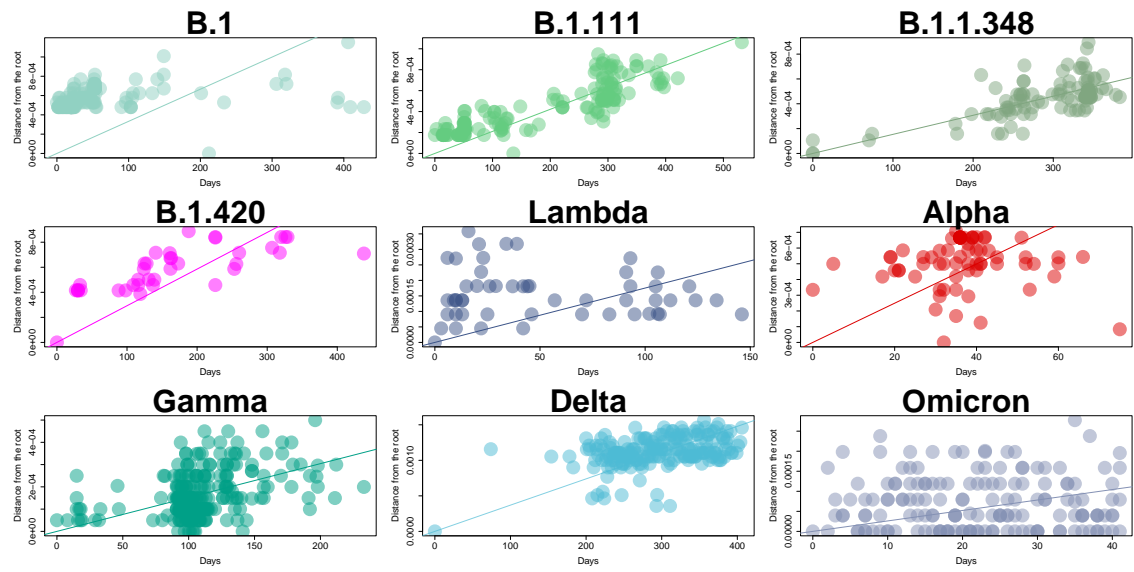 B.1
B.1.111
B.1.1.348
Distance from the root
0e+00 4e-04 8e-04
0 100 200 300 400
Days
Distance from the root
0e+00 4e-04 8e-04
0 100 200 300 400 500
Days
Distance from the root
0e+00 4e-04 8e-04
0 100 200 300
Days
B.1.420
Lambda
Alpha
Distance from the root
0e+00 4e-04 8e-04
0 100 200 300 400
Days
Distance from the root
0.0000 0.0015 0.0030
0 50 100 150
Days
Distance from the root
0e+00 3e-04 6e-04
0 20 40 60
Days
Gamma
Delta
Omicron
Distance from the root
0e+00 2e-04 4e-04
0 50 100 150 200
Days
Distance from the root
0.0000 0.0010
0 100 200 300 400
Days
Distance from the root
0.00000 0.00015
0 10 20 30 40
Days